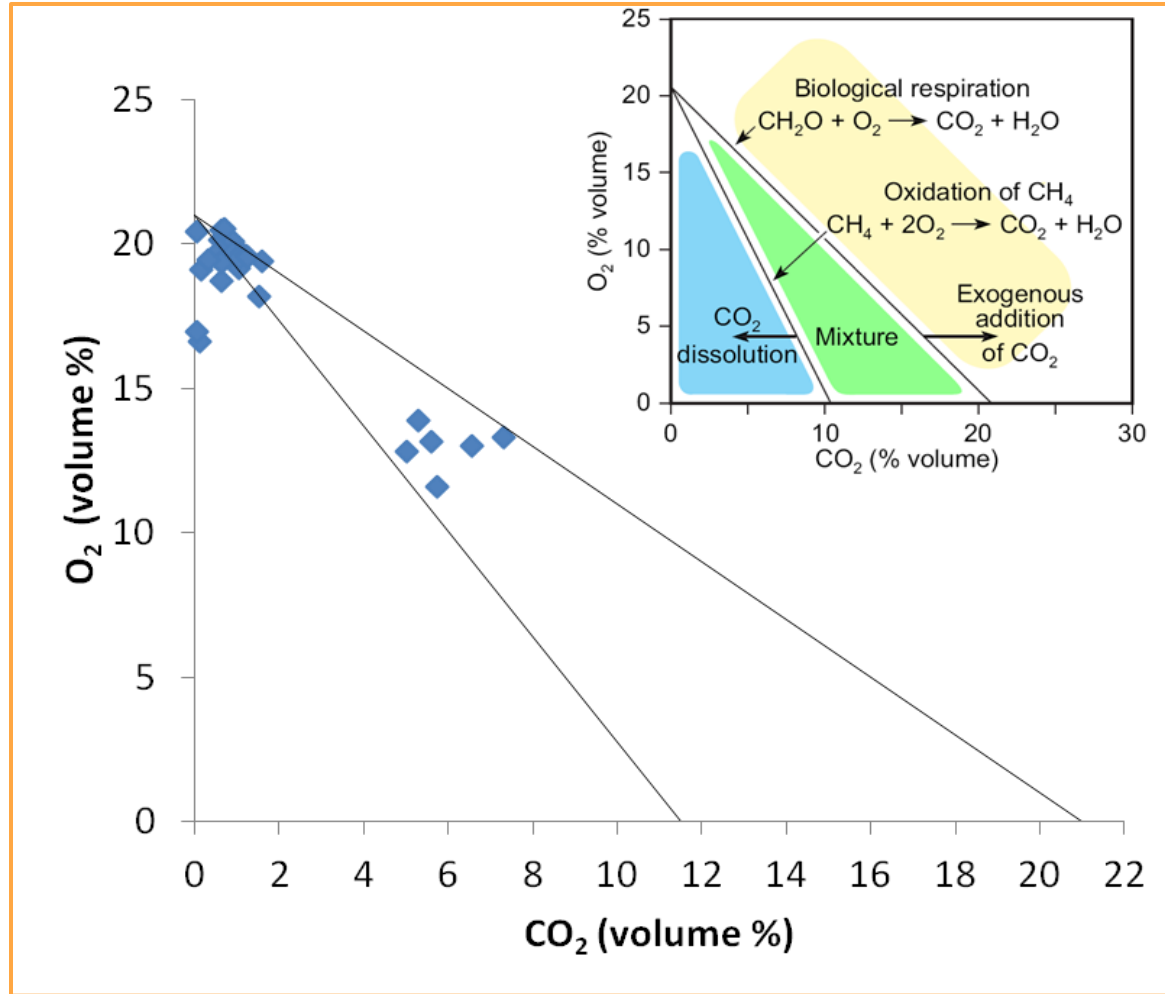 25
20
15
10
5
0
O₂ (volume %)
0 2 4 6 8 10 12 14 16 18 20 22
CO₂ (volume %)
25
20
15
10
5
0
O₂ (% volume)
Biological respiration
CH₂O + O₂ → CO₂ + H₂O
Oxidation of CH₄
CH₄ + 2O₂ → CO₂ + H₂O
CO₂
dissolution
Mixture
Exogenous
addition
of CO₂
0 10 20 30
CO₂ (% volume)